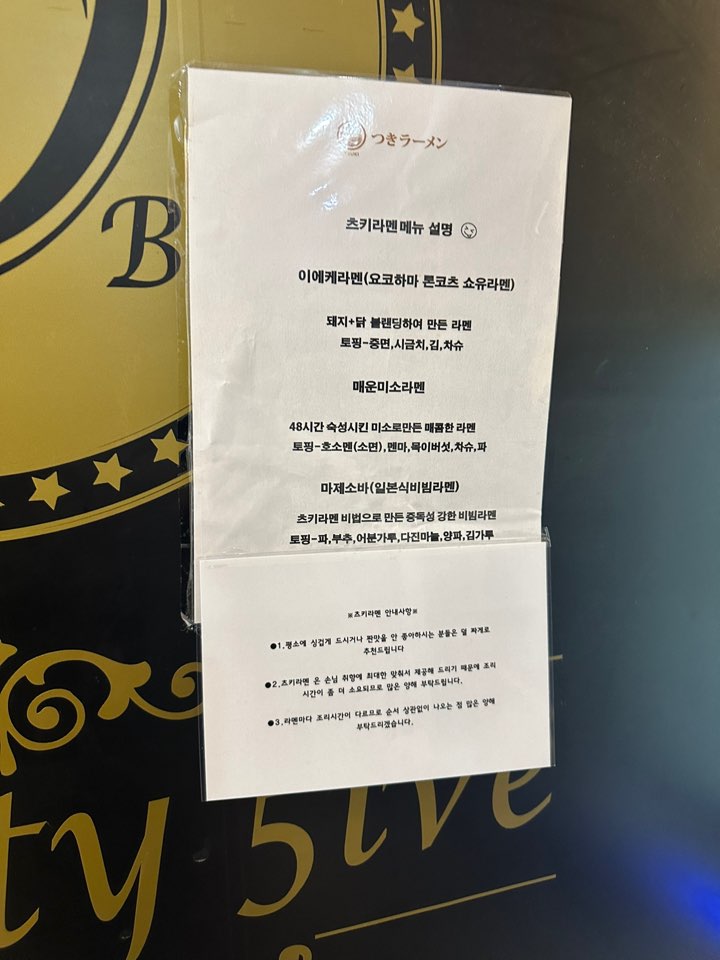 つきラーメン
츠키라멘메뉴 설명
이에케라멘(요코하마 톤코츠 쇼유라멘)
돼지+닭 블랜딩하여 만든 라멘
토핑-중면,시금치,김,차슈
매운미소라멘
48시간 숙성시킨 미소로만든 매콤한 라멘
토핑-호소멘(소면),멘마,목이버섯,차슈,파
마제소바(일본식비빔라멘)
츠키라멘 비법으로 만든 중독성 강한 비빔라멘
토핑-파,부추,어분가루,다진마늘,양파,김가루
※츠키라멘 안내사항※
●1.평소에 싱겁게 드시거나 짠맛을 안 좋아하시는 분들은 덜 짜게로
추천드립니다
●2.츠키라멘 은 손님 취향에 최대한 맞춰서 제공해 드리기 때문에 조리
시간이 좀 더 소요되므로 많은 양해 부탁드립니다.
●3.라멘마다 조리시간이 다르므로 순서 상관없이 나오는 점 많은 양해
부탁드리겠습니다.
B
ty 5ive